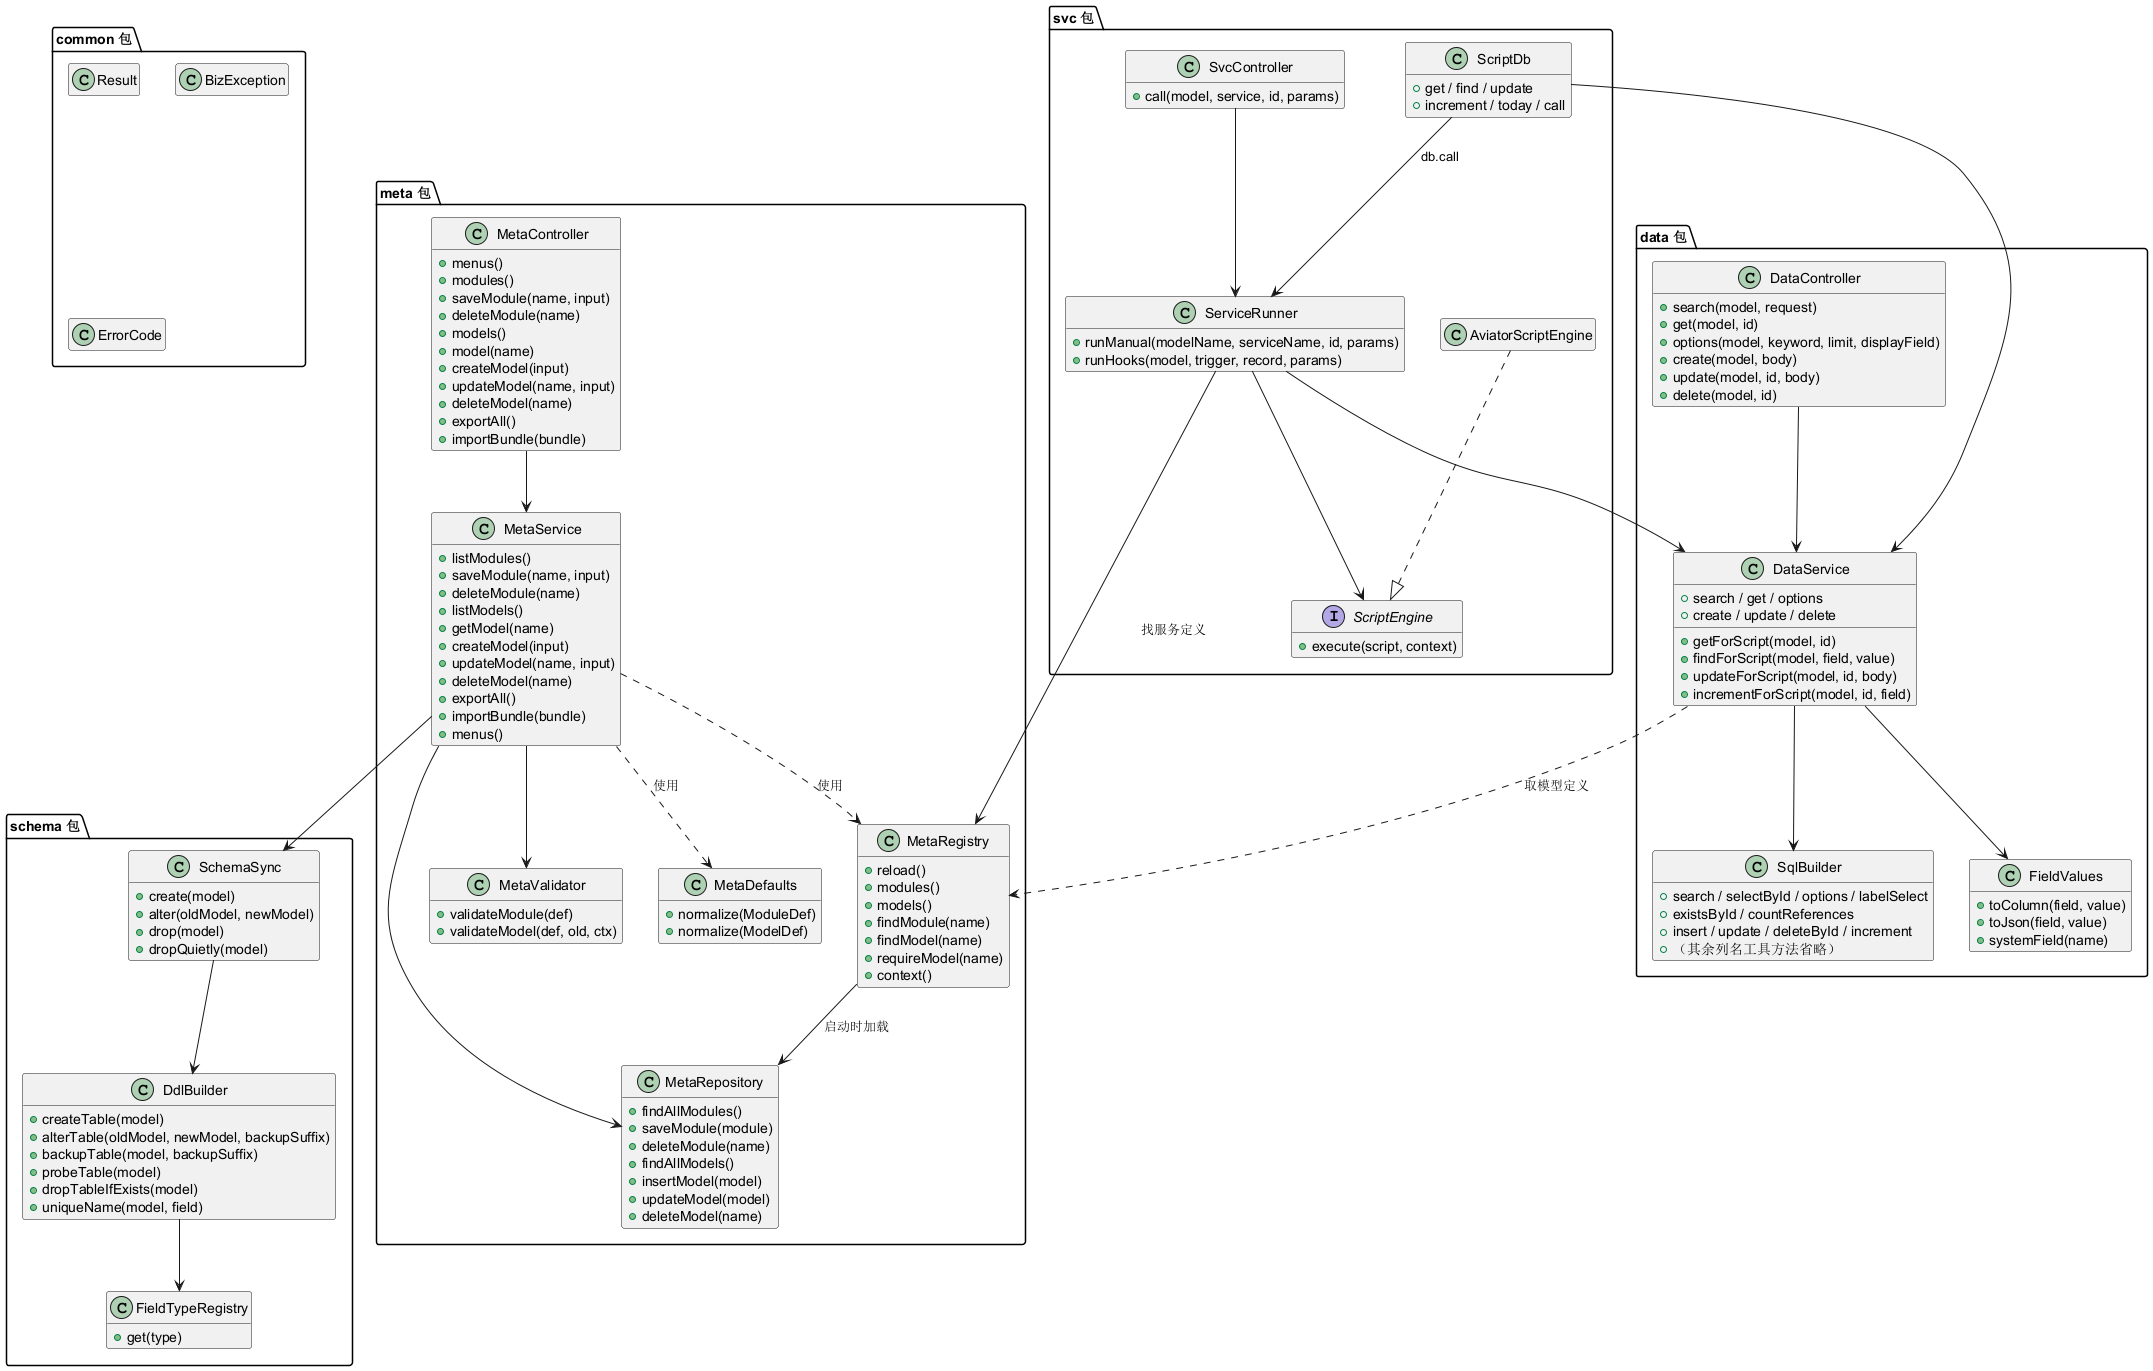 common 包
Result
BizException
ErrorCode
svc 包
SvcController
call(model, service, id, params)
ScriptDb
get / find / update
increment / today / call
db.call
ServiceRunner
runManual(modelName, serviceName, id, params)
runHooks(model, trigger, record, params)
AviatorScriptEngine
ScriptEngine
execute(script, context)
找服务定义
meta 包
MetaController
menus()
modules()
saveModule(name, input)
deleteModule(name)
models()
model(name)
createModel(input)
updateModel(name, input)
deleteModel(name)
exportAll()
importBundle(bundle)
MetaService
listModules()
saveModule(name, input)
deleteModule(name)
listModels()
getModel(name)
createModel(input)
updateModel(name, input)
deleteModel(name)
exportAll()
importBundle(bundle)
menus()
使用
使用
MetaValidator
validateModule(def)
validateModel(def, old, ctx)
MetaDefaults
normalize(ModuleDef)
normalize(ModelDef)
MetaRegistry
reload()
modules()
models()
findModule(name)
findModel(name)
requireModel(name)
context()
启动时加载
MetaRepository
findAllModules()
saveModule(module)
deleteModule(name)
findAllModels()
insertModel(model)
updateModel(model)
deleteModel(name)
data 包
DataController
search(model, request)
get(model, id)
options(model, keyword, limit, displayField)
create(model, body)
update(model, id, body)
delete(model, id)
DataService
search / get / options
create / update / delete
getForScript(model, id)
findForScript(model, field, value)
updateForScript(model, id, body)
incrementForScript(model, id, field)
取模型定义
SqlBuilder
search / selectById / options / labelSelect
existsById / countReferences
insert / update / deleteById / increment
（其余列名工具方法省略）
FieldValues
toColumn(field, value)
toJson(field, value)
systemField(name)
schema 包
SchemaSync
create(model)
alter(oldModel, newModel)
drop(model)
dropQuietly(model)
DdlBuilder
createTable(model)
alterTable(oldModel, newModel, backupSuffix)
backupTable(model, backupSuffix)
probeTable(model)
dropTableIfExists(model)
uniqueName(model, field)
FieldTypeRegistry
get(type)